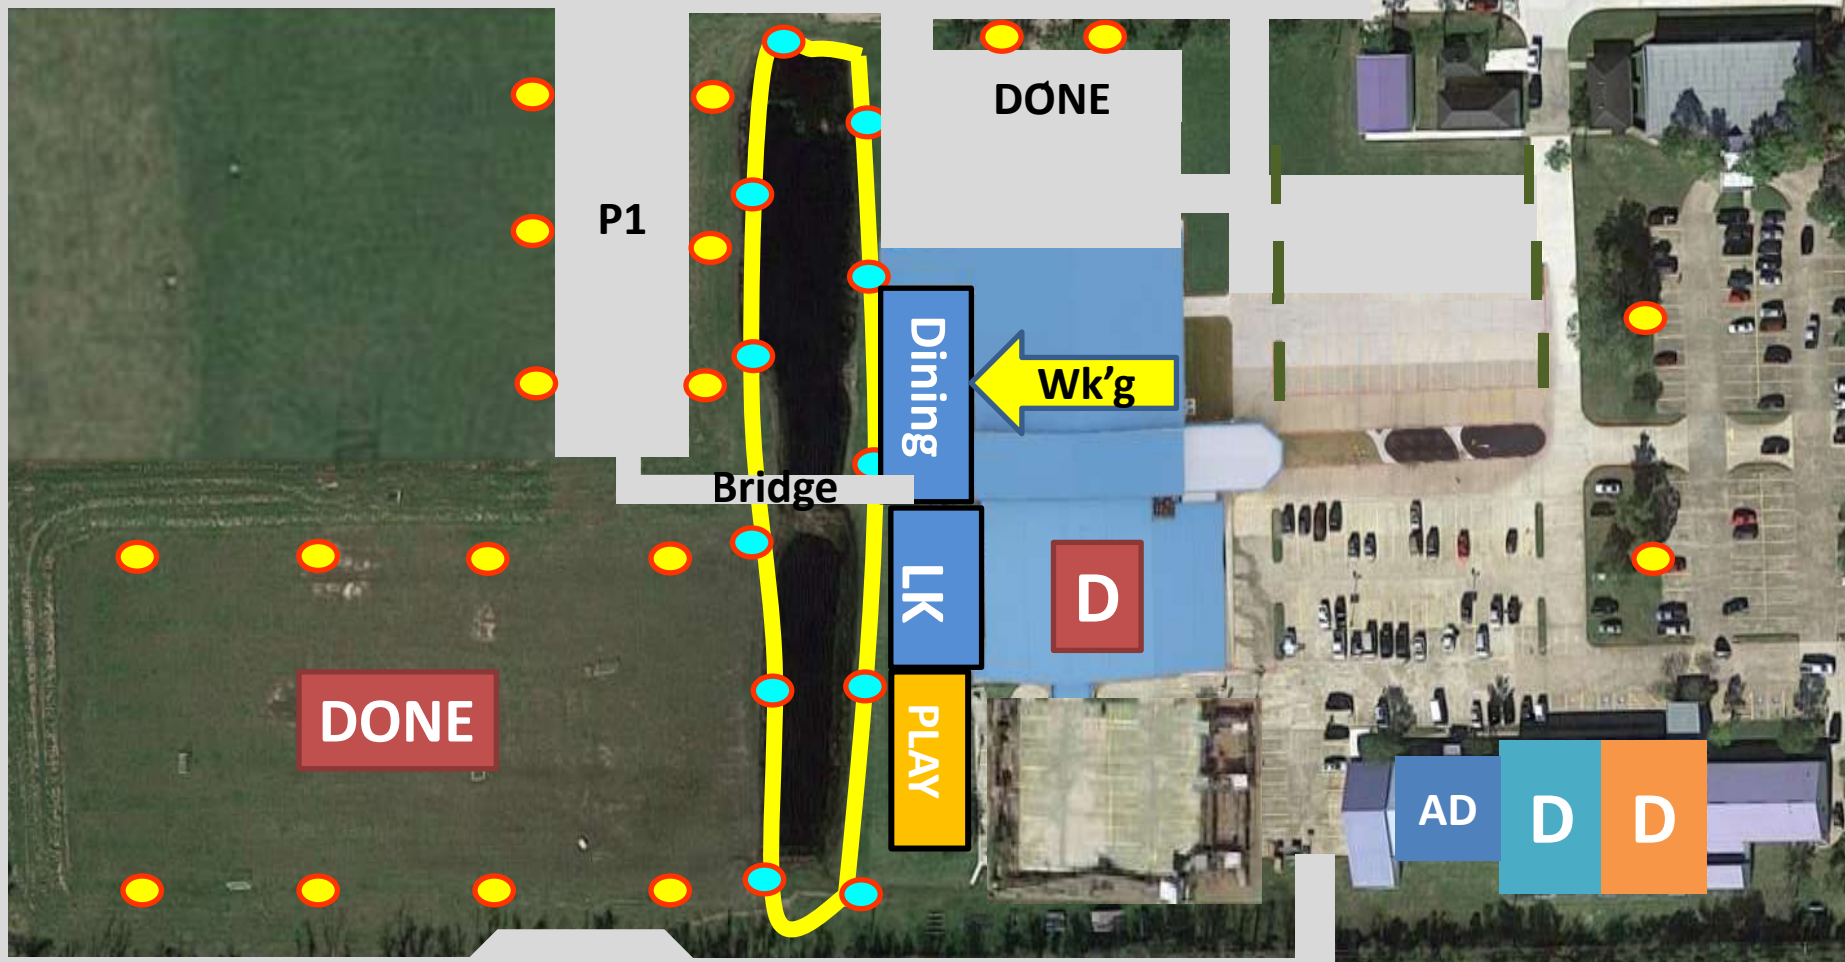 DONE
P1
Dining
Wk'g
Bridge
LK
D
DONE
PLAY
AD
D
D